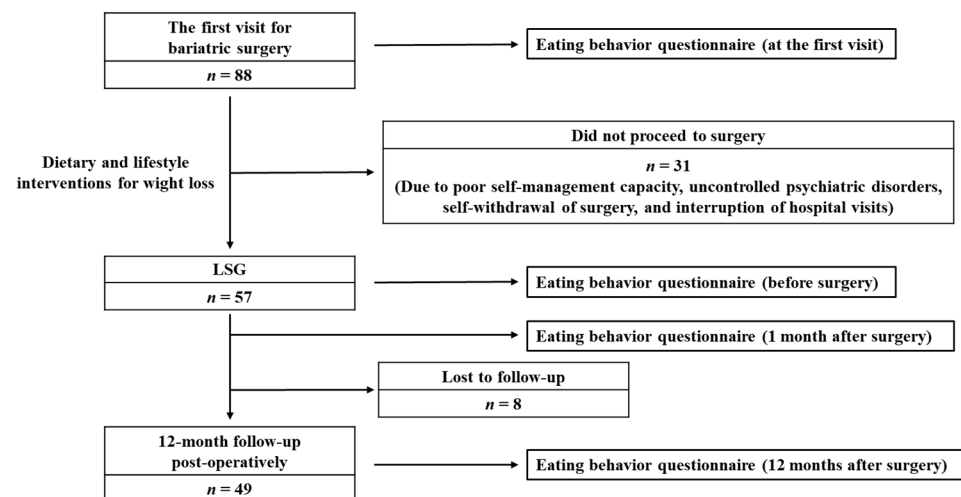 The first visit for
bariatric surgery
n = 88
Eating behavior questionnaire (at the first visit)
Did not proceed to surgery
n = 31
(Due to poor self-management capacity, uncontrolled psychiatric disorders,
self-withdrawal of surgery, and interruption of hospital visits)
Dietary and lifestyle
interventions for wight loss
LSG
n = 57
Eating behavior questionnaire (before surgery)
Eating behavior questionnaire (1 month after surgery)
Lost to follow-up
n = 8
12-month follow-up
post-operatively
n = 49
Eating behavior questionnaire (12 months after surgery)